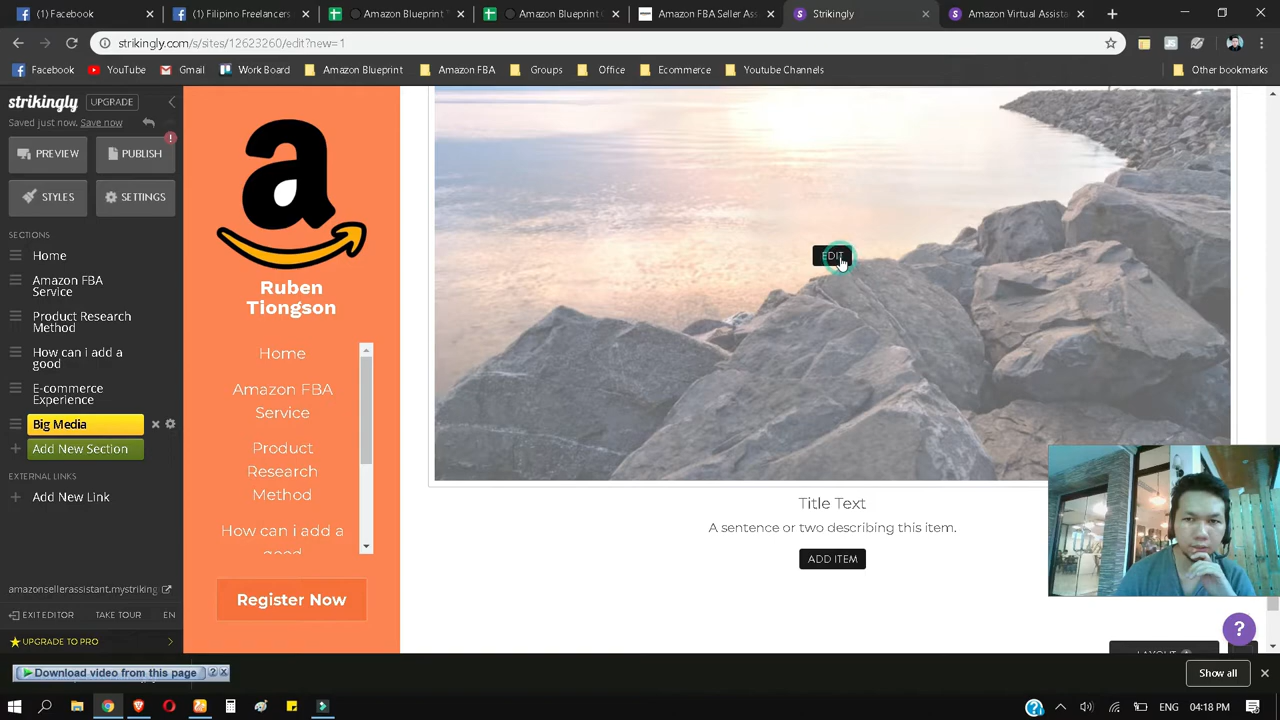 (1) Facebook
(1) Filipino Freelancers
Amazon Blueprint
Amazon Blueprint
Amazon FBA Seller Ass
Strikingly
Amazon Virtual Assista
strikingly.com/s/sites/12623260/edit?new=1
Facebook
YouTube
Gmail
Work Board
Amazon Blueprint
Amazon FBA
Groups
Office
Ecommerce
Youtube Channels
Other bookmarks
strikingly
UPGRADE
Saved just now. Save now
PREVIEW
PUBLISH
STYLES
SETTINGS
SECTIONS
Home
Amazon FBA
Service
Product Research
Method
How can i add a
good
E-commerce
Experience
Big Media
Add New Section
EXTERNAL LINKS
Add New Link
amazonsellerassistant.mystriking
EXIT EDITOR
TAKE TOUR
EN
UPGRADE TO PRO
a
Ruben
Tiongson
Home
Amazon FBA
Service
Product
Research
Method
How can i add a
good
Register Now
EDIT
Title Text
A sentence or two describing this item.
ADD ITEM
LAYOUT
?
Download video from this page
? x
Show all
ENG
04:18 PM